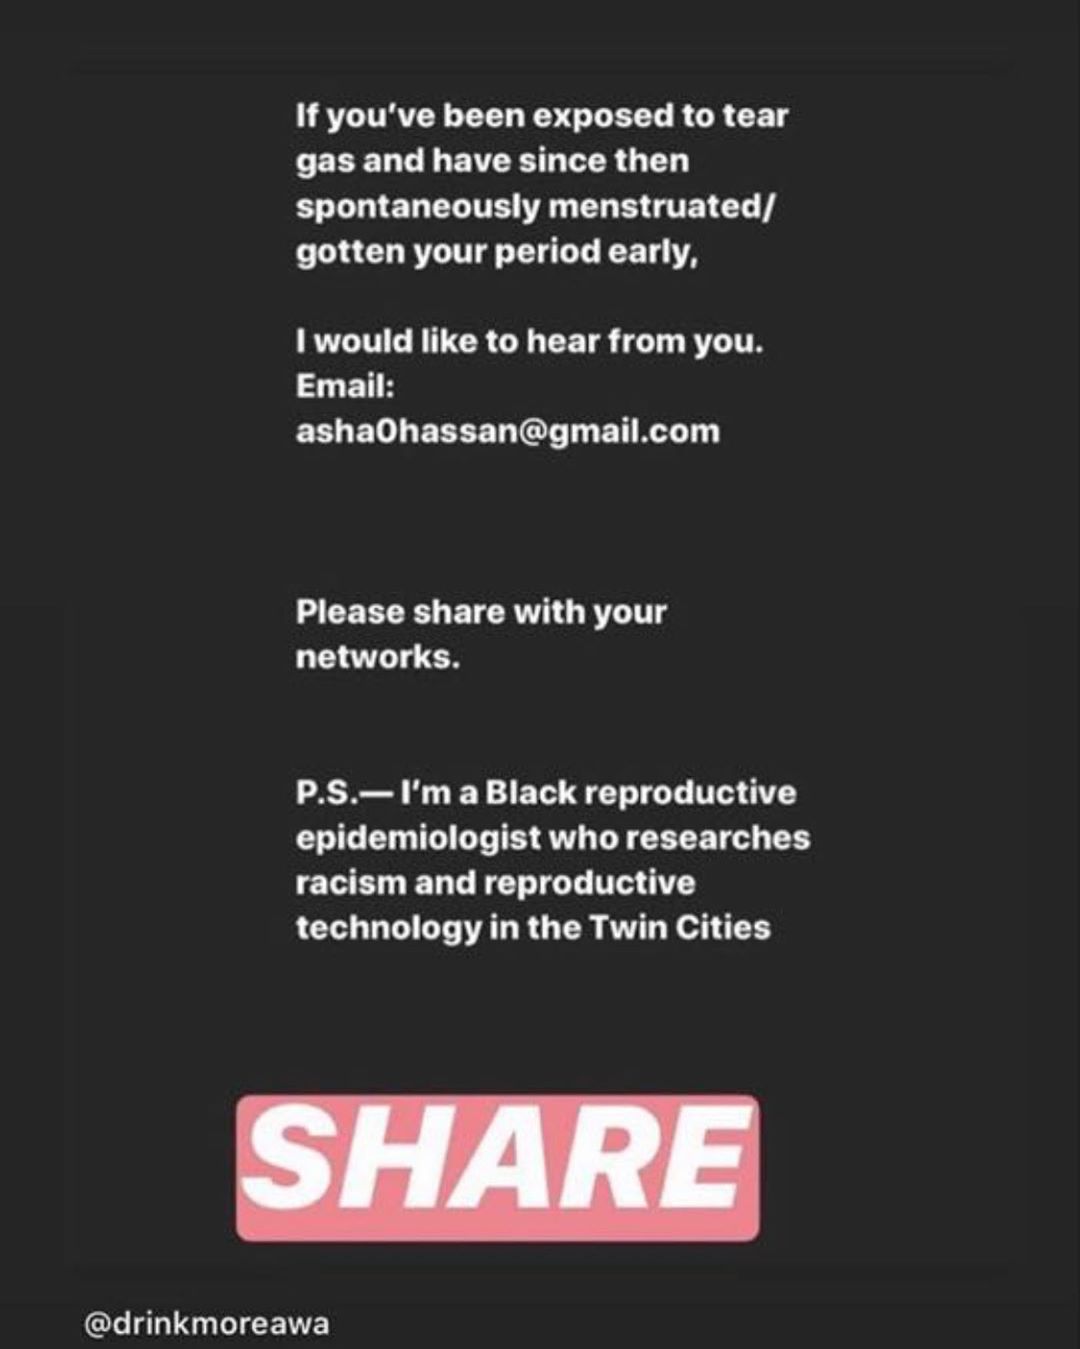 If you’ve been exposed to tear
gas and have since then
spontaneously menstruated/
gotten your period early,
I would like to hear from you.
Email:
asha0hassan@gmail.com
Please share with your
networks.
P.S.— I’m a Black reproductive
epidemiologist who researches
racism and reproductive
technology in the Twin Cities
SHARE
@drinkmoreawa